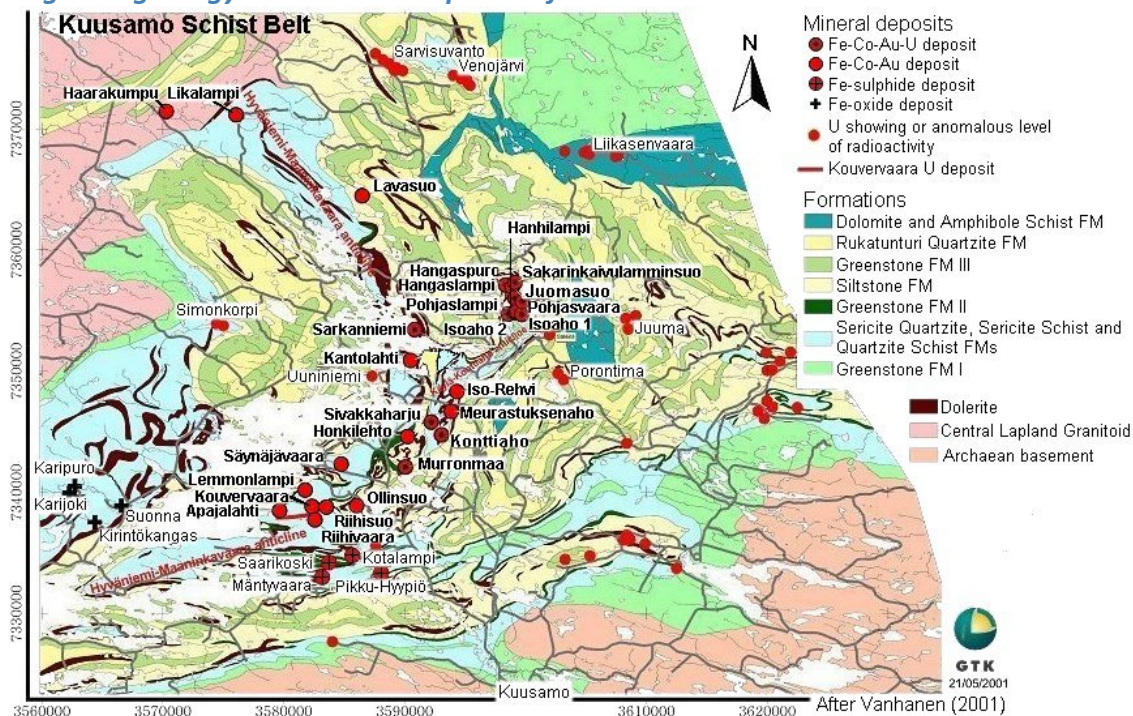 Kuusamo Schist Belt
Sarvisuvanto
Venojärvi
Haarakumpu Likalampi
Hyväniemi-Maaninkavaara anticline
Liikasenvaara
Lavasuo
Hanhilampi
Hangaspuro
Sakarinkaivulamminsuo
Hangaslampi
Juomasuo
Pohjaslampi
Pohjasvaara
Simonkorpi
Sarkanniemi
Isoaho 2
Isoaho 1
Juuma
Kantolahti
Uuniniemi
Porontima
Iso-Rehvi
Sivakkaharju
Meurastuksenaho
Honkilehto
Konttiaho
Säynäjävaara
Murronmaa
Karipuro
Lemmonlampi
Karijoki
Kouvervaara
Ollinsuo
Suonna
Apajalahti
Kirintökangas
Riihisuo
Riihivaara
Hyväniemi-Maaninkavaara anticline
Saarikoski
Kotalampi
Mäntyvaara
Pikku-Hyypiö
Kuusamo
7370000
7360000
7350000
7340000
7330000
3560000
3570000
3580000
3590000
3610000
3620000
N
Mineral deposits
Fe-Co-Au-U deposit
Fe-Co-Au deposit
Fe-sulphide deposit
Fe-oxide deposit
U showing or anomalous level
of radioactivity
Kouvervaara U deposit
Formations
Dolomite and Amphibole Schist FM
Rukatunturi Quartzite FM
Greenstone FM III
Siltstone FM
Greenstone FM II
Sericite Quartzite, Sericite Schist and
Quartzite Schist FMs
Greenstone FM I
Dolerite
Central Lapland Granitoid
Archaean basement
GTK
21/05/2001
After Vanhanen (2001)